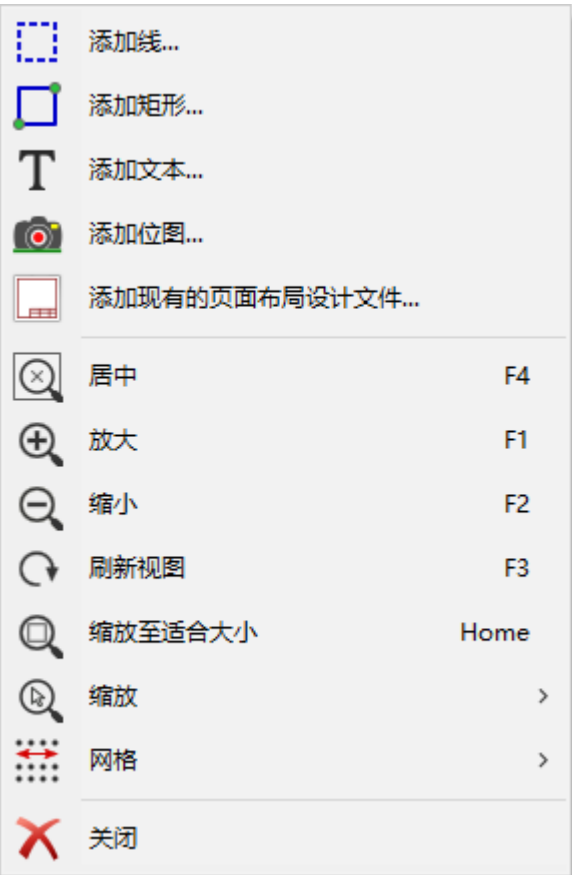 添加线...
添加矩形...
添加文本...
添加位图...
添加现有的页面布局设计文件...
居中 F4
放大 F1
缩小 F2
刷新视图 F3
缩放至适合大小 Home
缩放
网格
关闭